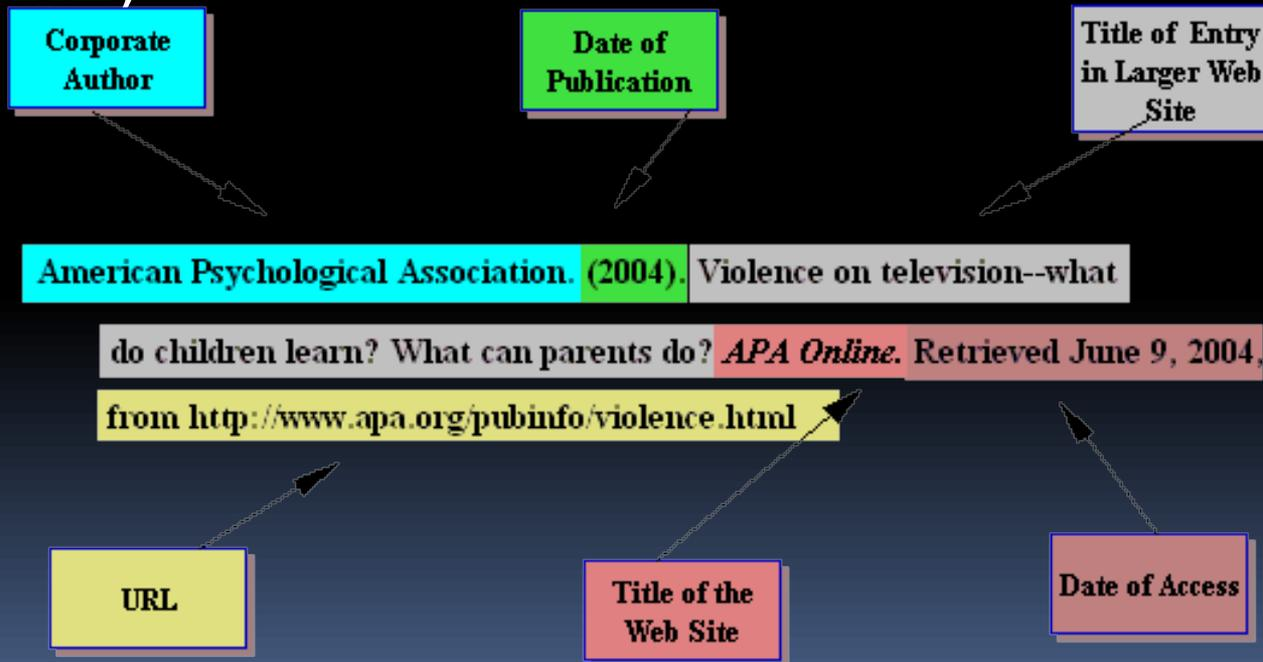 Corporate
Author
Date of
Publication
Title of Entry
in Larger Web
Site
American Psychological Association. (2004). Violence on television--what
do children learn? What can parents do? APA Online. Retrieved June 9, 2004,
from http://www.apa.org/pubinfo/violence.html
URL
Title of the
Web Site
Date of Access